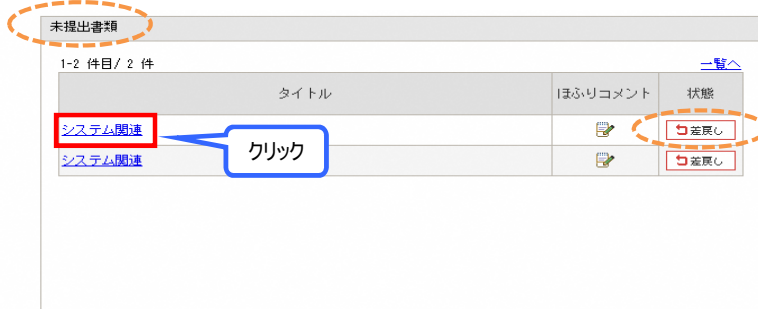 未提出書類
1-2 件目/ 2 件
一覧へ
タイトル ほふりコメント 状態
システム関連 差戻し
クリック
システム関連 差戻し